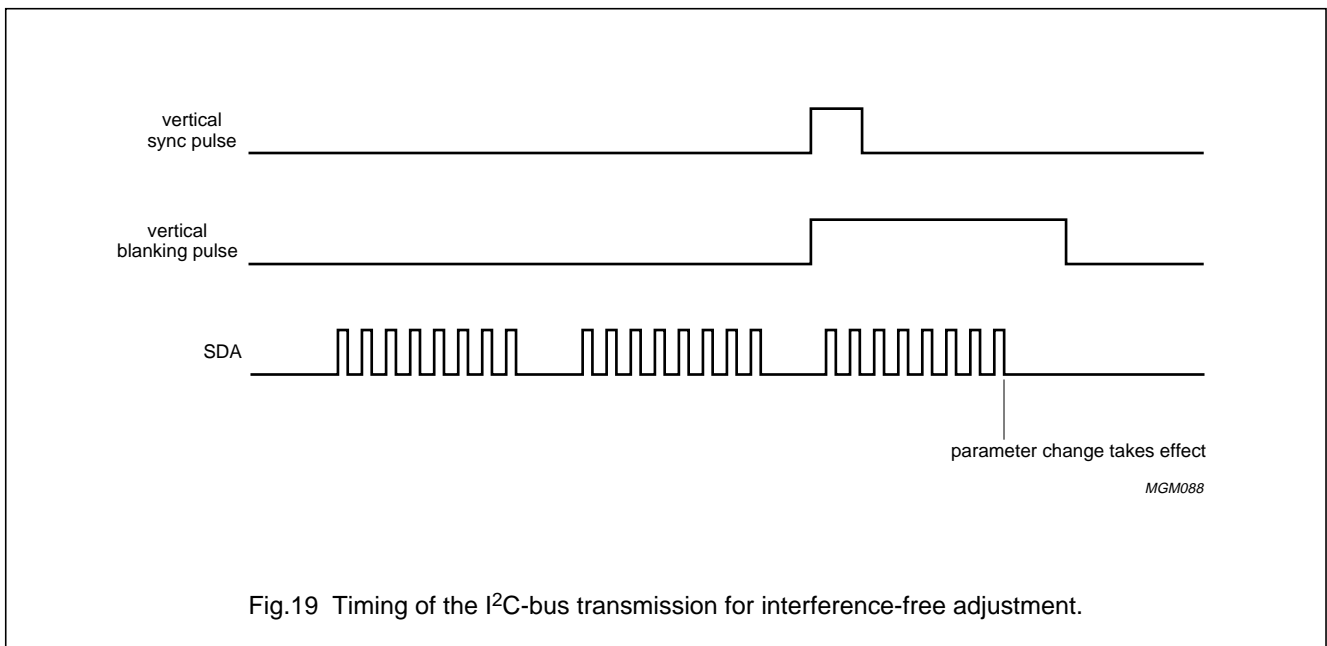 vertical
sync pulse
vertical
blanking pulse
SDA
parameter change takes effect
MGM088
Fig.19 Timing of the I²C-bus transmission for interference-free adjustment.